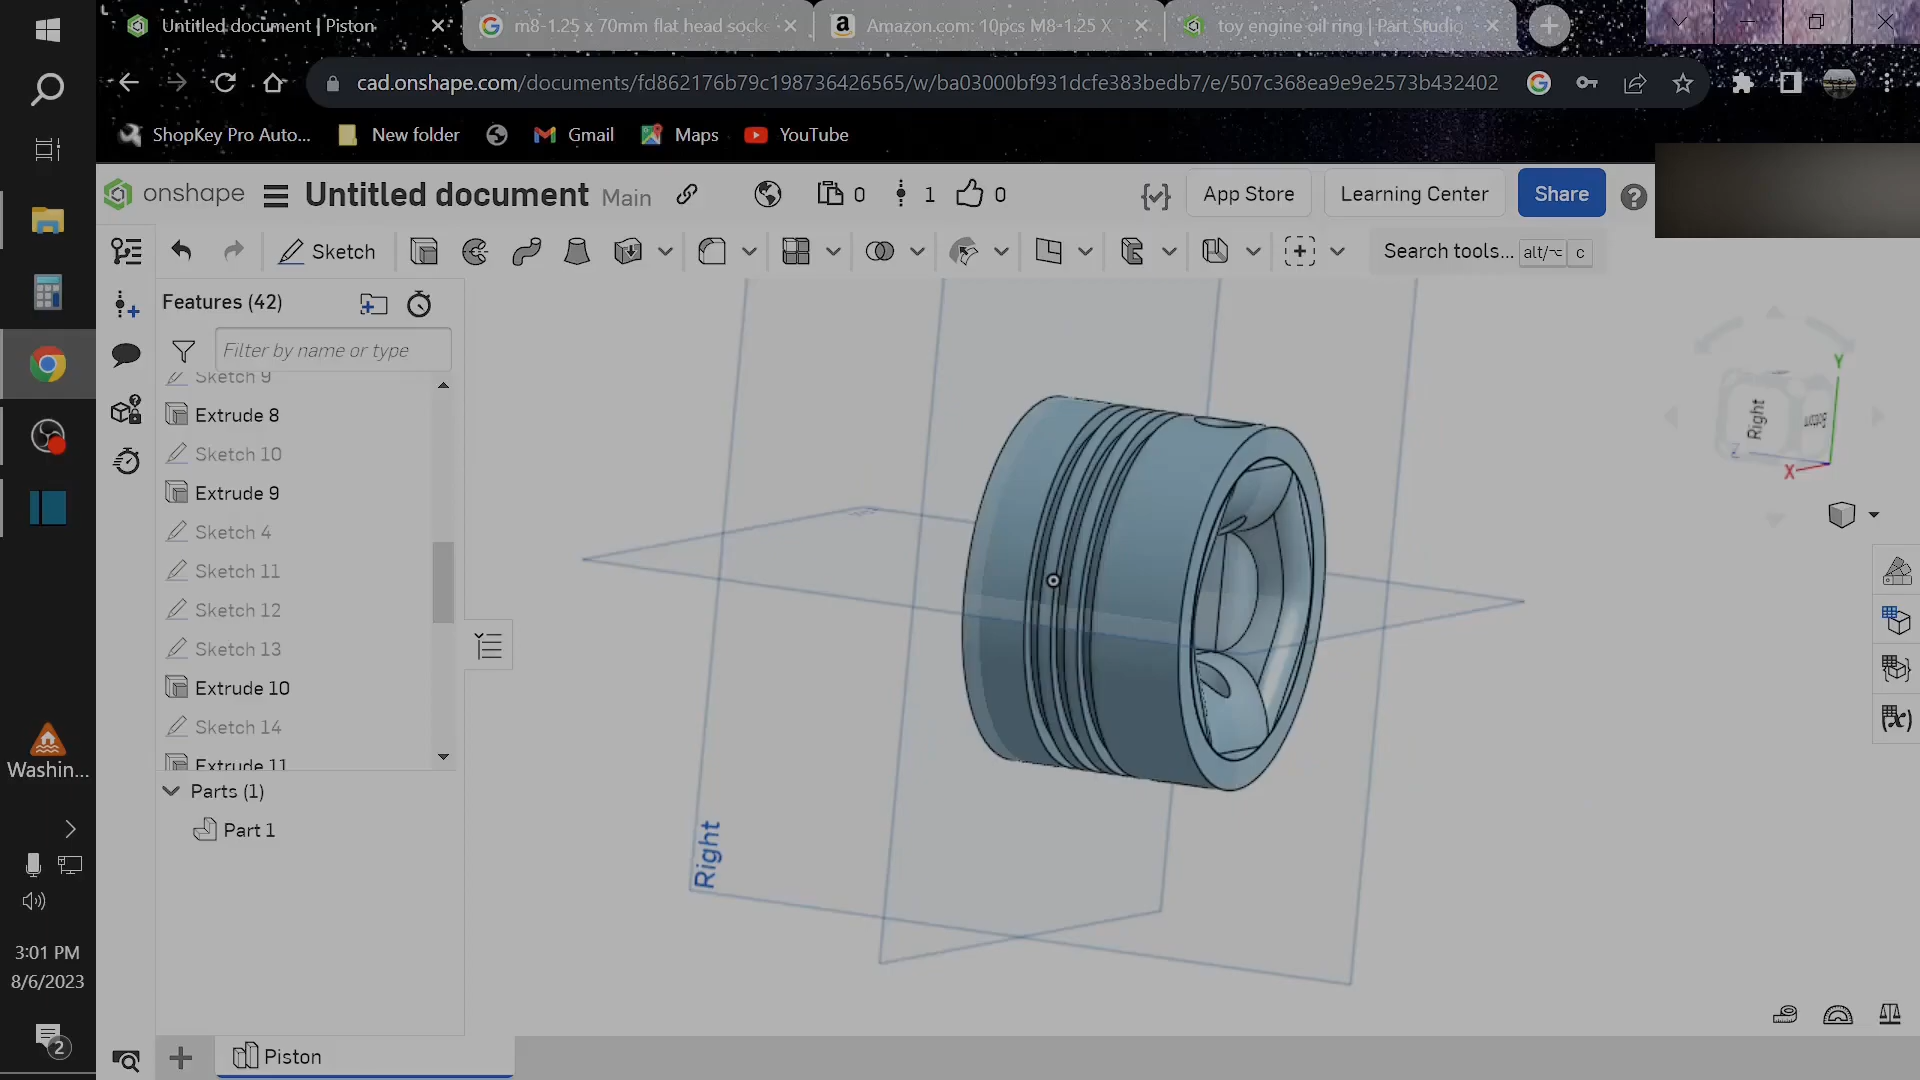 Untitled document | Piston
m8-1.25 x 70mm flat head socke
Amazon.com: 10pcs M8-1.25 X
toy engine oil ring | Part Studio
cad.onshape.com/documents/fd862176b79c198736426565/w/ba03000bf931dcfe383bedb7/e/507c368ea9e9e2573b432402
ShopKey Pro Auto...
New folder
Gmail
Maps
YouTube
onshape
Untitled document
Main
0
1
0
App Store
Learning Center
Share
Sketch
Search tools...
alt/⌥
c
Features (42)
Filter by name or type
Sketch 9
Extrude 8
Sketch 10
Extrude 9
Sketch 4
Sketch 11
Sketch 12
Sketch 13
Extrude 10
Sketch 14
Extrude 11
Parts (1)
Part 1
Right
Right
Bottom
Y
Z
X
(x)
Washin...
3:01 PM
8/6/2023
2
Piston